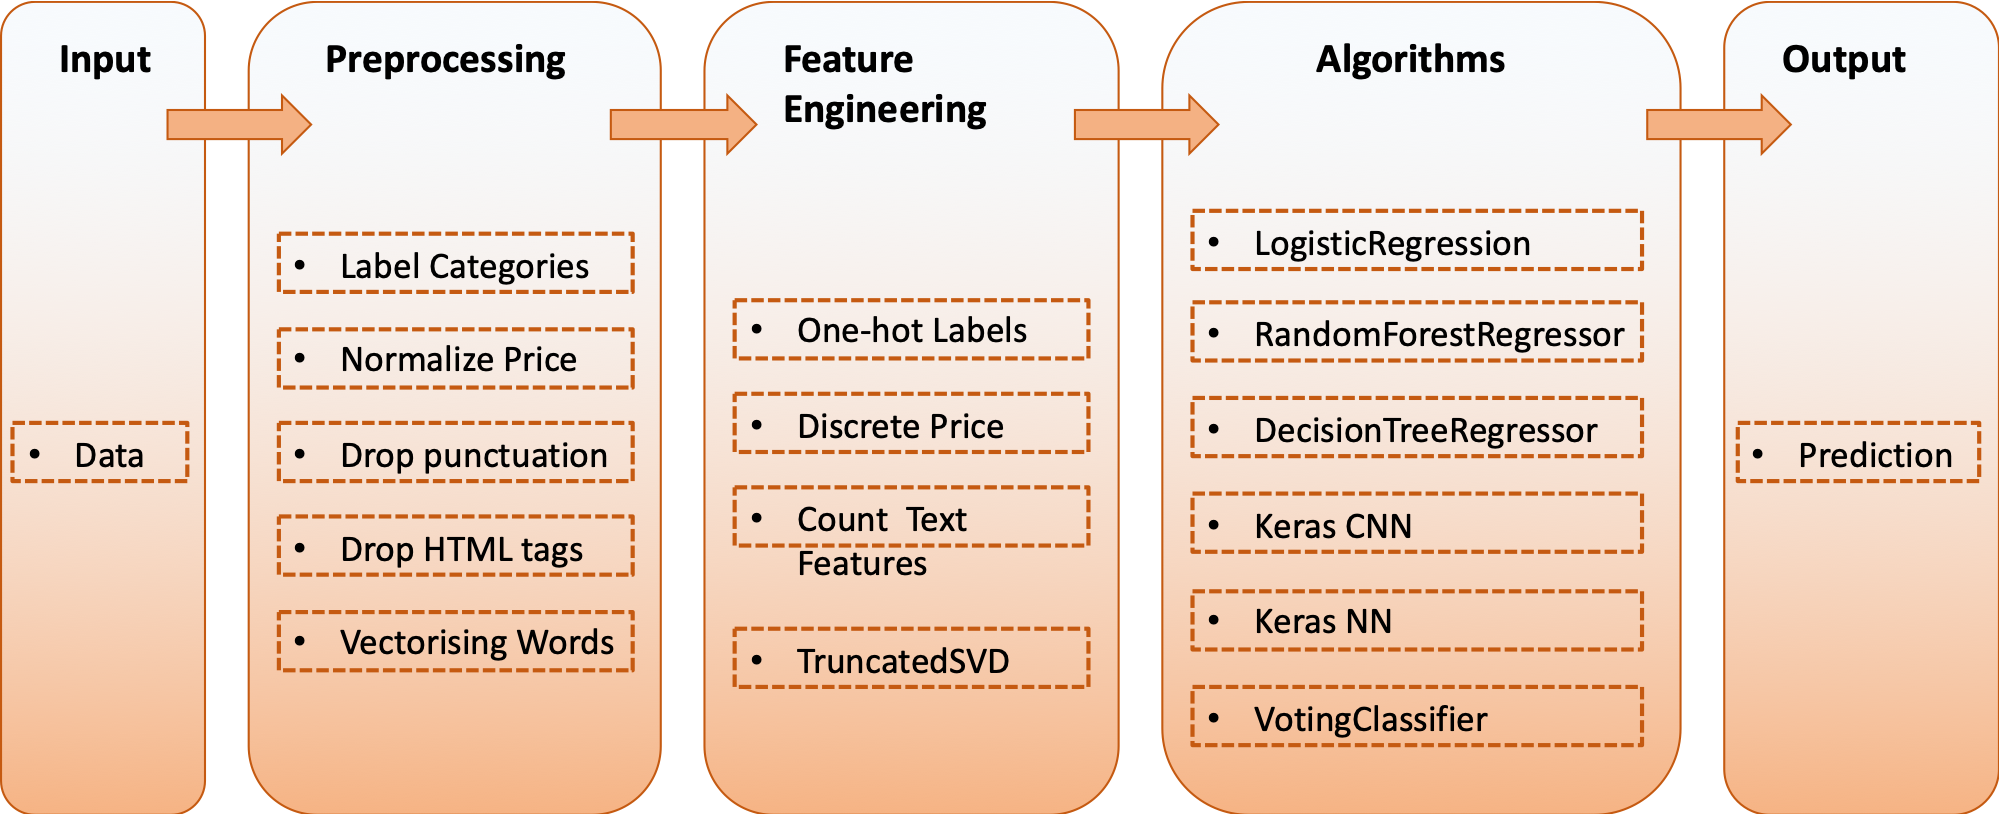 Input
• Data
Preprocessing
• Label Categories
• Normalize Price
• Drop punctuation
• Drop HTML tags
• Vectorising Words
Feature
Engineering
• One-hot Labels
• Discrete Price
• Count  Text
Features
• TruncatedSVD
Algorithms
• LogisticRegression
• RandomForestRegressor
• DecisionTreeRegressor
• Keras CNN
• Keras NN
• VotingClassifier
Output
• Prediction